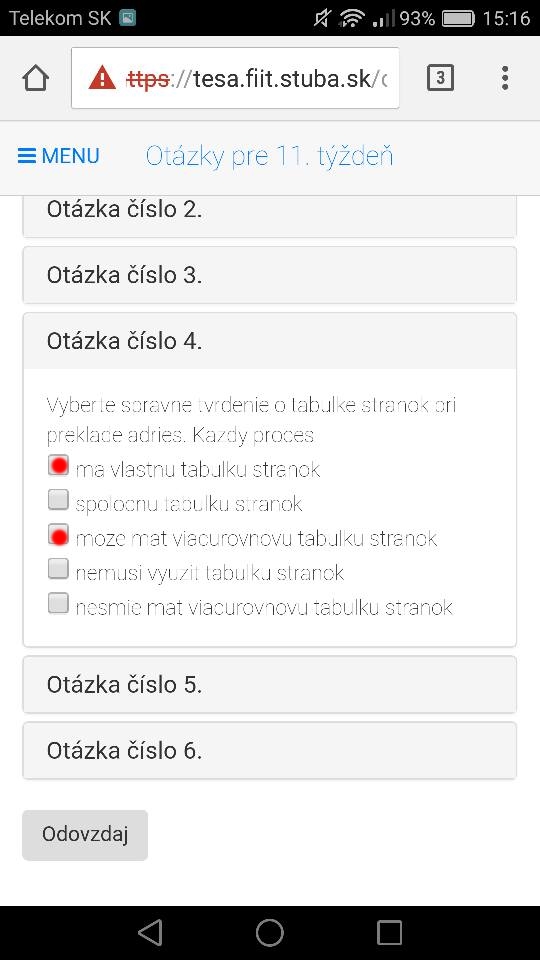 Telekom SK 93% 15:16
ttps://tesa.fiit.stuba.sk/c 3
MENU Otázky pre 11. týždeň
Otázka číslo 2.
Otázka číslo 3.
Otázka číslo 4.
Vyberte spravne tvrdenie o tabulke stranok pri
preklade adries. Kazdy proces
ma vlastnu tabulku stranok
spolocnu tabulku stranok
moze mat viacurovnovu tabulku stranok
nemusi vyuzit tabulku stranok
nesmie mat viacurovnovu tabulku stranok
Otázka číslo 5.
Otázka číslo 6.
Odovzdaj